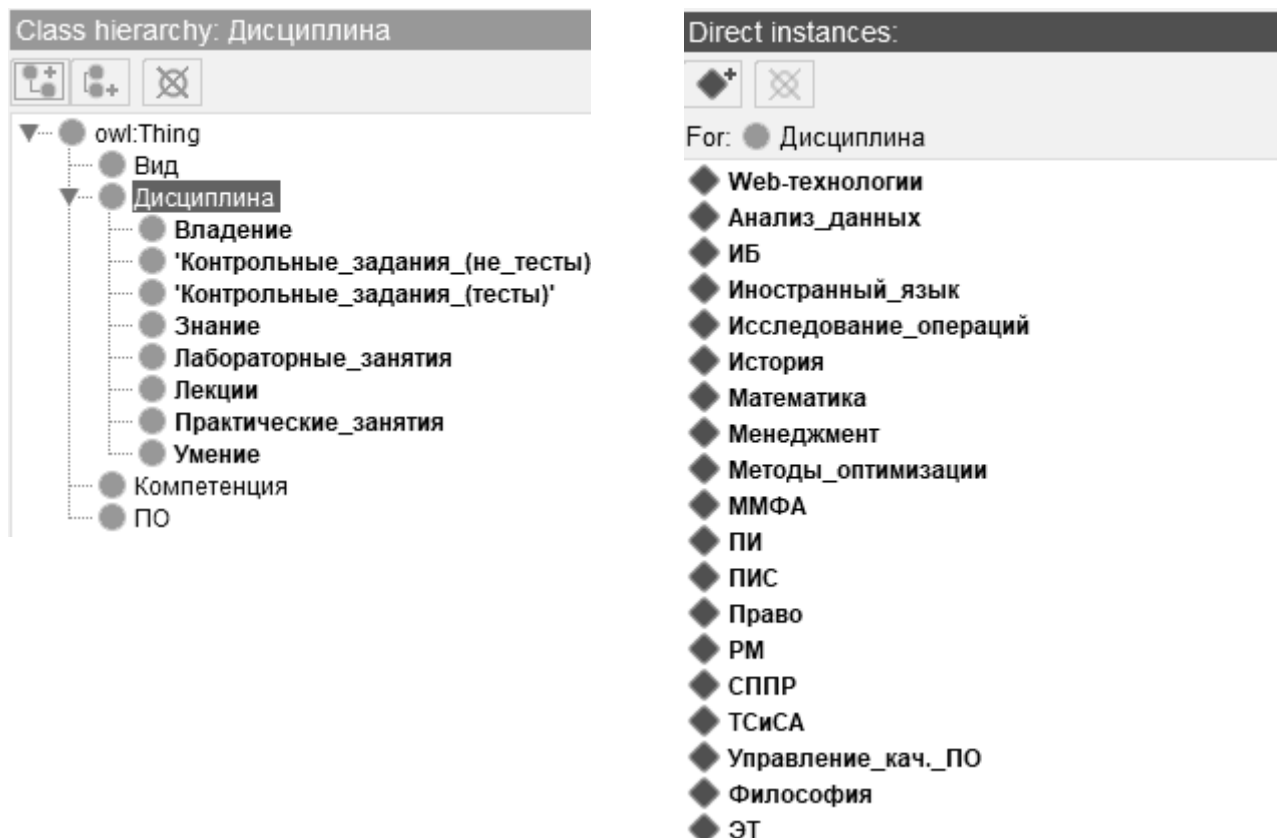 Class hierarchy: Дисциплина
owl:Thing
Вид
Дисциплина
Владение
'Контрольные_задания_(не_тесты)
'Контрольные_задания_(тесты)'
Знание
Лабораторные_занятия
Лекции
Практические_занятия
Умение
Компетенция
ПО
Direct instances:
For: Дисциплина
Web-технологии
Анализ_данных
ИБ
Иностранный_язык
Исследование_операций
История
Математика
Менеджмент
Методы_оптимизации
ММФА
ПИ
ПИС
Право
РМ
СППР
ТСиСА
Управление_кач._ПО
Философия
ЭТ